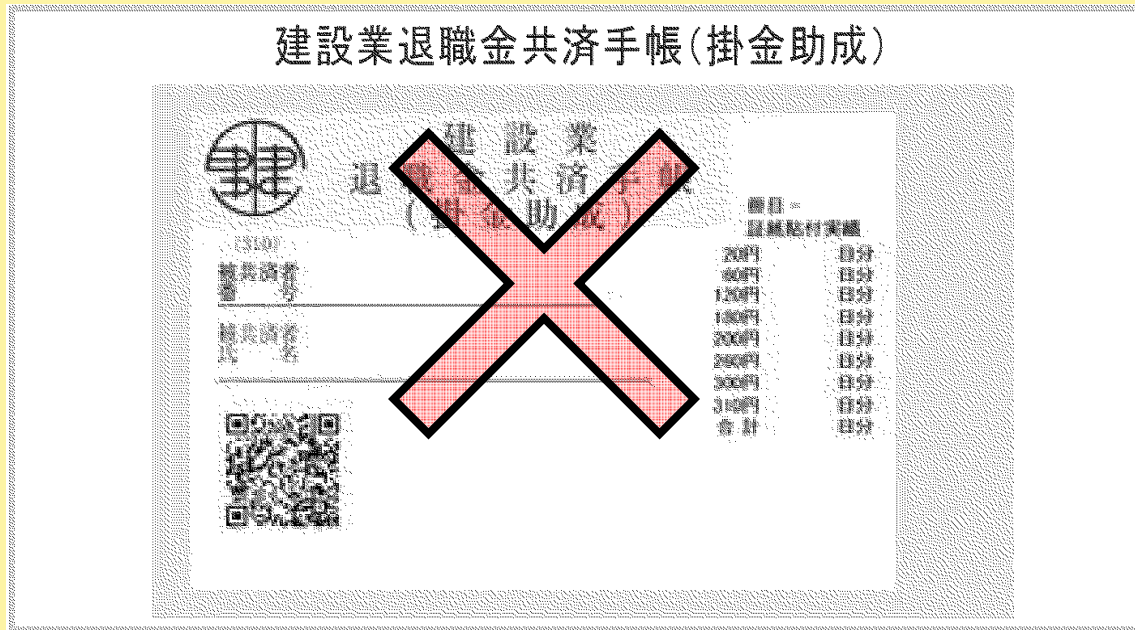 建設業退職金共済手帳(掛金助成)
建設業
退職金共済手帳
(掛金助成)
(310)
被共済者
番号
被共済者
氏名
証紙貼付実績
20円 日分
60円 日分
120円 日分
180円 日分
200円 日分
260円 日分
300円 日分
310円 日分
合計 日分